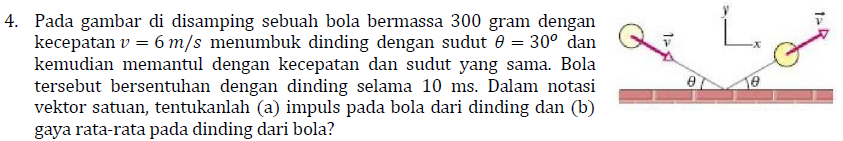 4. Pada gambar di disamping sebuah bola bermassa 300 gram dengan
kecepatan v = 6 m/s menumbuk dinding dengan sudut θ = 30⁰ dan
kemudian memantul dengan kecepatan dan sudut yang sama. Bola
tersebut bersentuhan dengan dinding selama 10 ms. Dalam notasi
vektor satuan, tentukanlah (a) impuls pada bola dari dinding dan (b)
gaya rata-rata pada dinding dari bola?
y
x
v⃗
v⃗
θ
θ